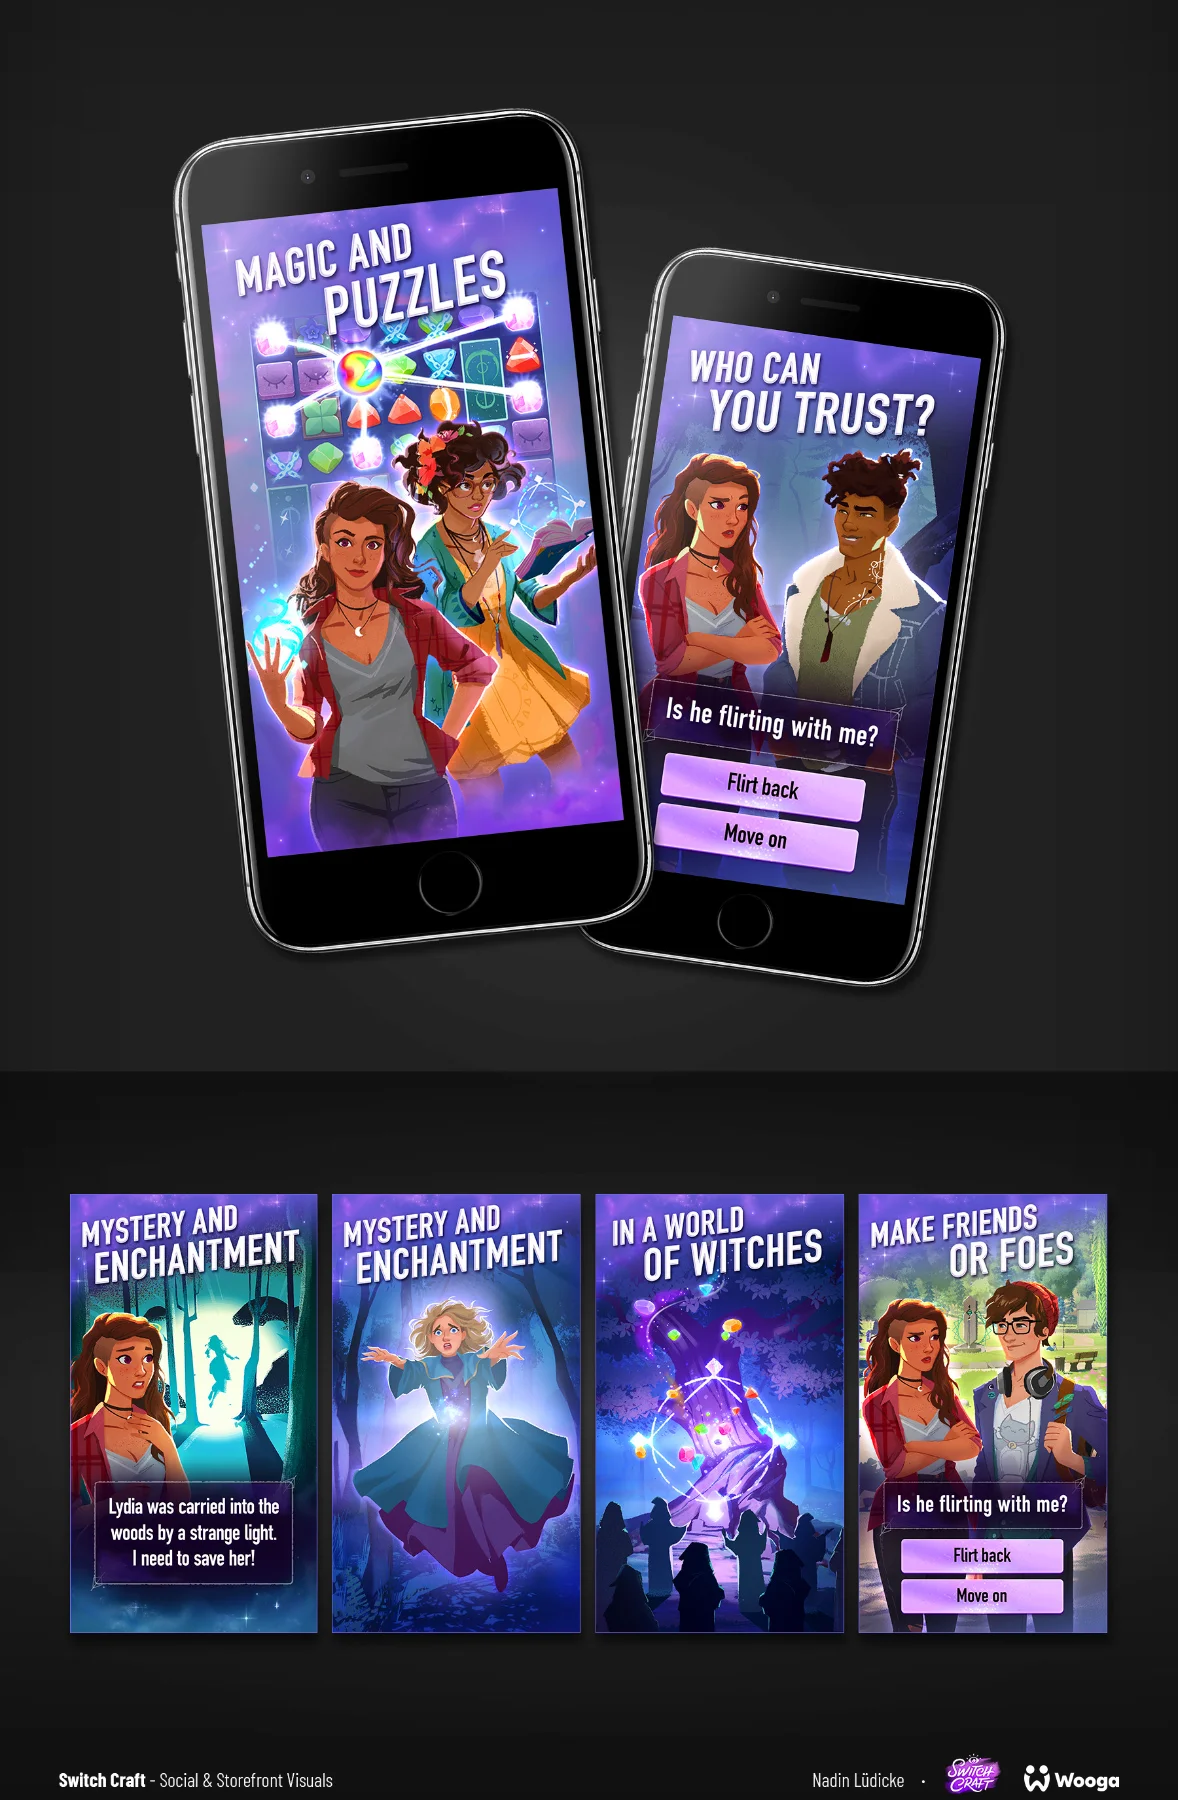 MAGIC AND
PUZZLES
WHO CAN
YOU TRUST?
Is he flirting with me?
Flirt back
Move on
MYSTERY AND
ENCHANTMENT
Lydia was carried into the
woods by a strange light.
I need to save her!
MYSTERY AND
ENCHANTMENT
IN A WORLD
OF WITCHES
MAKE FRIENDS
OR FOES
Is he flirting with me?
Flirt back
Move on
Switch Craft - Social & Storefront Visuals
Nadin Lüdicke •
SWITCH
CRAFT
Wooga